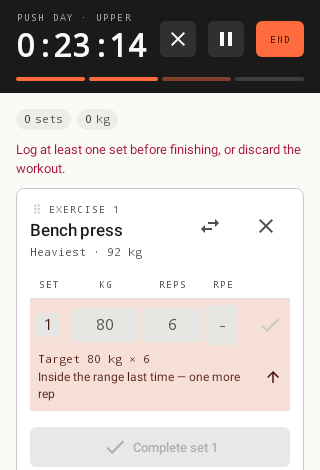 PUSH DAY · UPPER
0:23:14
END
0 sets
0 kg
Log at least one set before finishing, or discard the
workout.
EXERCISE 1
Bench press
Heaviest · 92 kg
SET KG REPS RPE
1 80 6 –
Target 80 kg × 6
Inside the range last time — one more
rep
Complete set 1